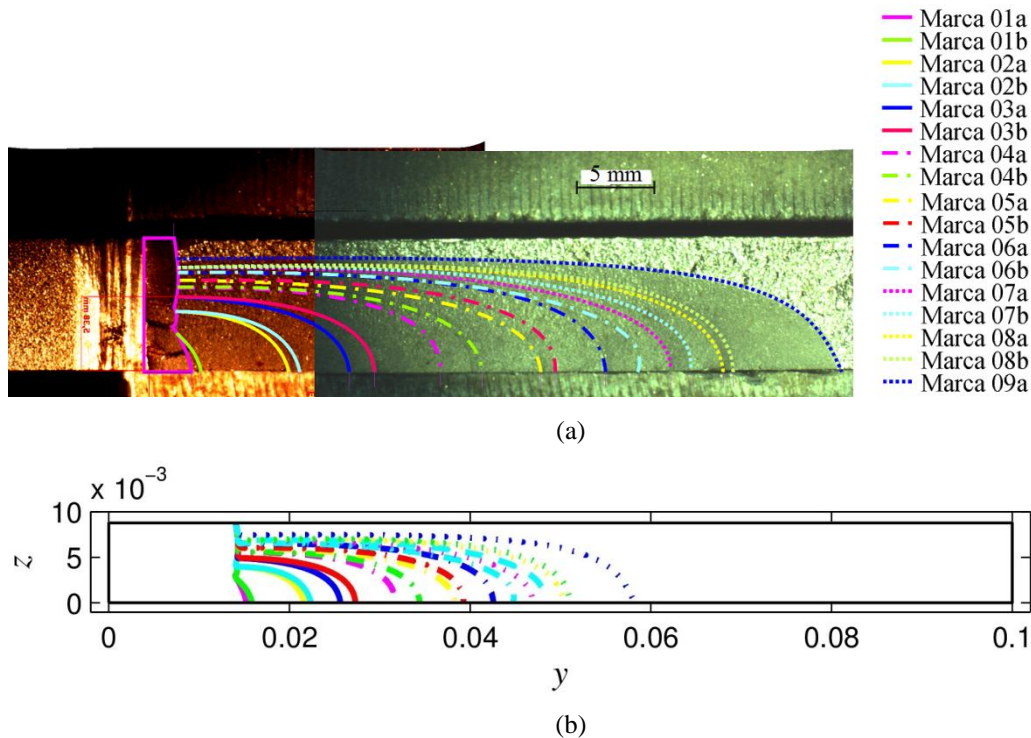 Marca 01a
Marca 01b
Marca 02a
Marca 02b
Marca 03a
Marca 03b
Marca 04a
Marca 04b
Marca 05a
Marca 05b
Marca 06a
Marca 06b
Marca 07a
Marca 07b
Marca 08a
Marca 08b
Marca 09a
5 mm
(a)
x 10⁻³
10
5
0
z
0 0.02 0.04 0.06 0.08 0.1
y
(b)